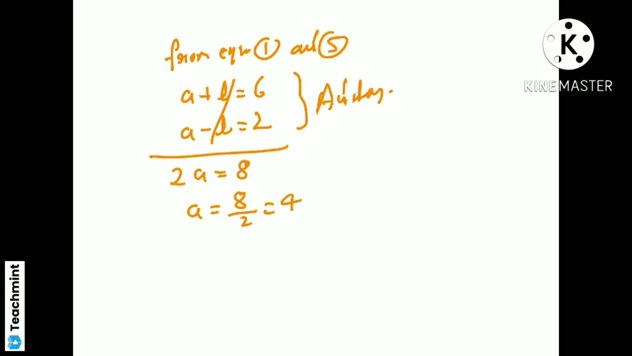 from eqn ① and ⑤
a + b = 6
a - b = 2
2a = 8
a = 8/2 = 4
K
KINEMASTER
Teachmint